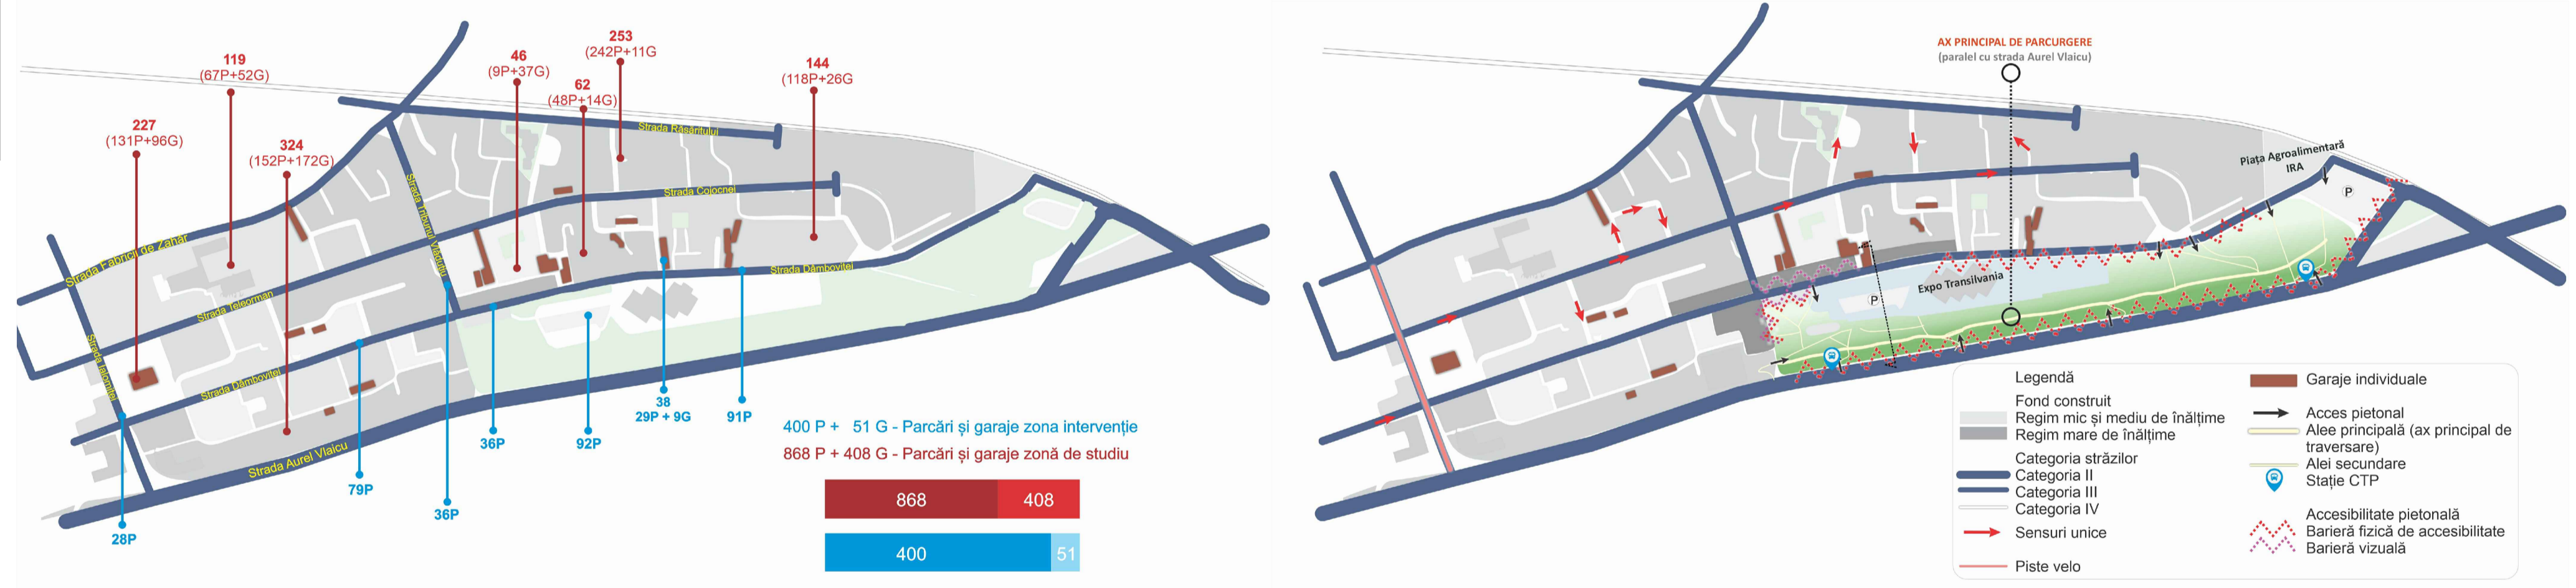 253
(242P+11G
46
(9P+37G)
119
(67P+52G)
144
(118P+26G
62
(48P+14G)
227
(131P+96G)
324
(152P+172G)
Strada Răsăritului
Strada Cojocnei
Strada Tribunul Vlăduțiu
Strada Fabricii de Zahăr
Strada Teleorman
Strada Dâmboviței
Strada Dâmboviței
Strada Ialomiței
Strada Aurel Vlaicu
38
29P + 9G
91P
36P
92P
79P
36P
28P
400 P + 51 G - Parcări și garaje zona intervenție
868 P + 408 G - Parcări și garaje zonă de studiu
868
408
400
51
AX PRINCIPAL DE PARCURGERE
(paralel cu strada Aurel Vlaicu)
Piața Agroalimentară
IRA
P
Expo Transilvania
P
Legendă
Fond construit
Regim mic și mediu de înălțime
Regim mare de înălțime
Categoria străzilor
Categoria II
Categoria III
Categoria IV
Sensuri unice
Piste velo
Garaje individuale
Acces pietonal
Alee principală (ax principal de
traversare)
Alei secundare
Stație CTP
Accesibilitate pietonală
Barieră fizică de accesibilitate
Barieră vizuală